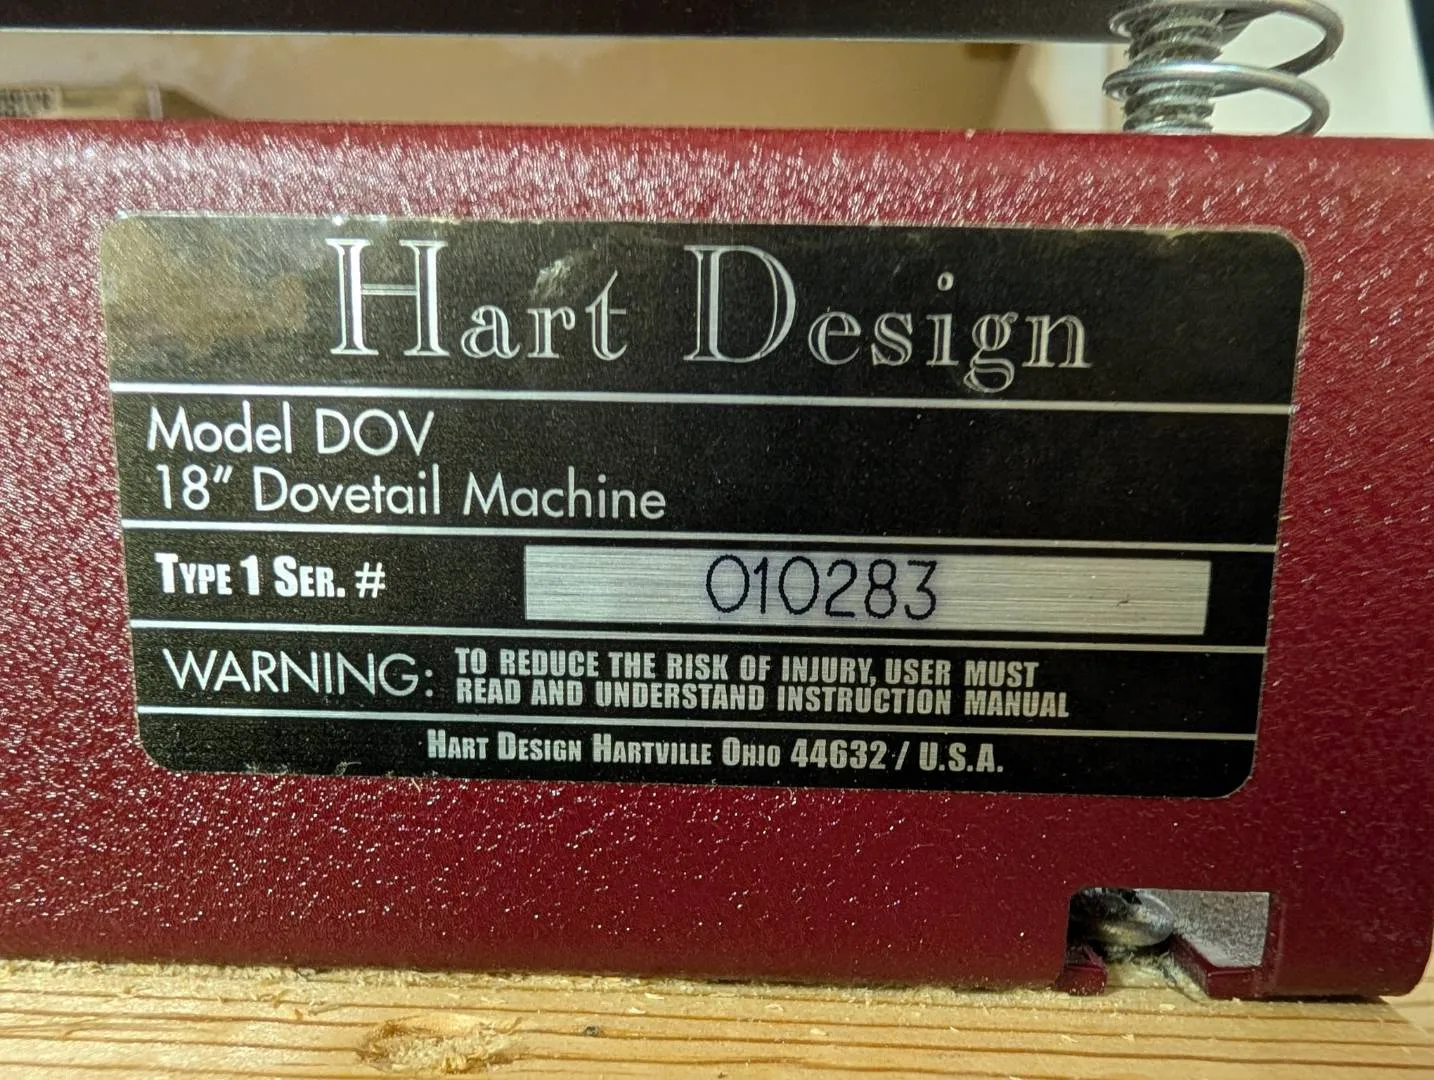 Hart Design
Model DOV
18" Dovetail Machine
TYPE 1 SER. # 010283
WARNING: TO REDUCE THE RISK OF INJURY, USER MUST
READ AND UNDERSTAND INSTRUCTION MANUAL
HART DESIGN HARTVILLE OHIO 44632 / U.S.A.